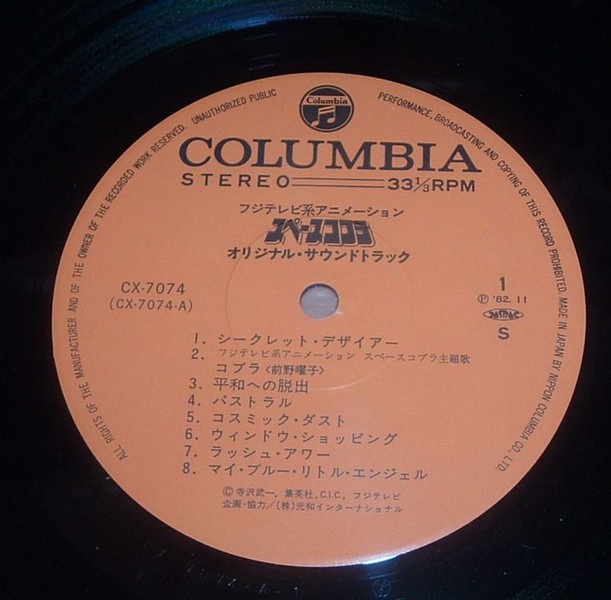 ALL RIGHTS OF THE MANUFACTURER AND OF THE OWNER OF THE RECORDED WORK RESERVED. UNAUTHORIZED PUBLIC PERFORMANCE, BROADCASTING AND COPYING OF THIS RECORD PROHIBITED. MADE IN JAPAN BY NIPPON COLUMBIA CO., LTD.
Columbia
COLUMBIA
STEREO 33 1/3 RPM
フジテレビ系アニメーション
スペースコブラ
オリジナル・サウンドトラック
CX-7074
(CX-7074-A)
1
Ⓟ '82. 11
S
1. シークレット・デザイアー
2. フジテレビ系アニメーション スペースコブラ主題歌
コブラ〈前野曜子〉
3. 平和への脱出
4. パストラル
5. コスミック・ダスト
6. ウィンドウ・ショッピング
7. ラッシュ・アワー
8. マイ・ブルー・リトル・エンジェル
Ⓒ 寺沢武一, 集英社, C.I.C, フジテレビ
企画・協力/(株)元和インターナショナル